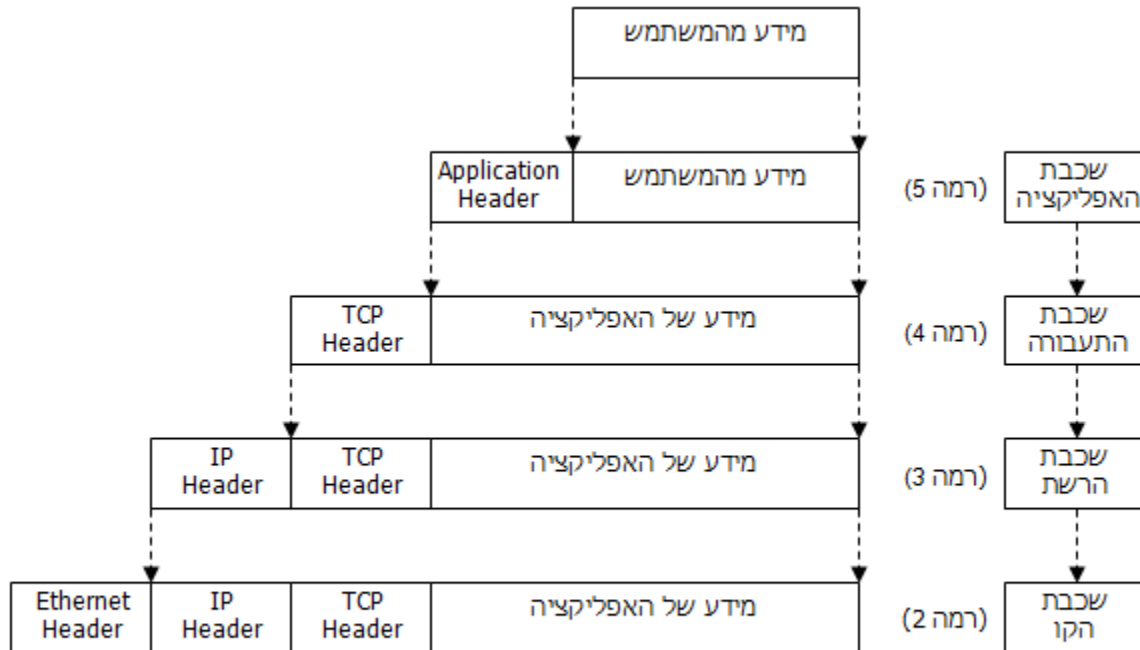 מידע מהמשתמש
Application
Header
מידע מהמשתמש
(רמה 5)
שכבת
האפליקציה
TCP
Header
מידע של האפליקציה
(רמה 4)
שכבת
התעבורה
IP
Header
TCP
Header
מידע של האפליקציה
(רמה 3)
שכבת
הרשת
Ethernet
Header
IP
Header
TCP
Header
מידע של האפליקציה
(רמה 2)
שכבת
הקו